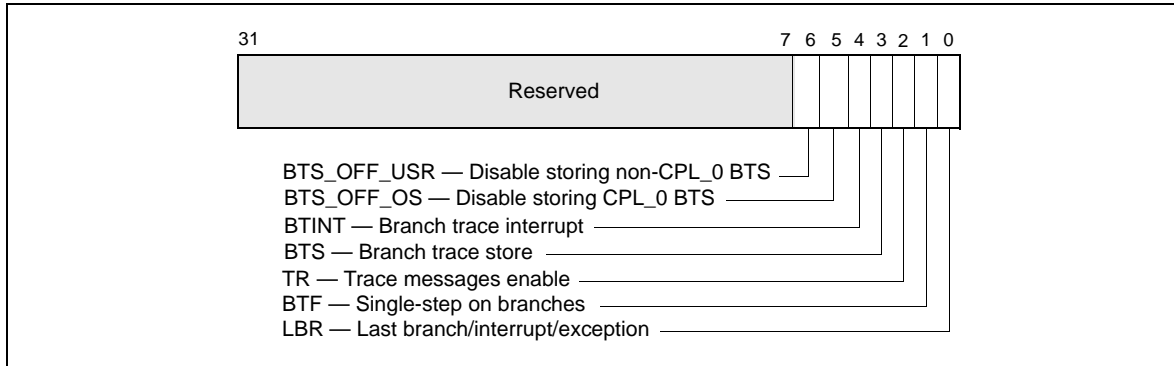 31 7 6 5 4 3 2 1 0
Reserved
BTS_OFF_USR — Disable storing non-CPL_0 BTS
BTS_OFF_OS — Disable storing CPL_0 BTS
BTINT — Branch trace interrupt
BTS — Branch trace store
TR — Trace messages enable
BTF — Single-step on branches
LBR — Last branch/interrupt/exception